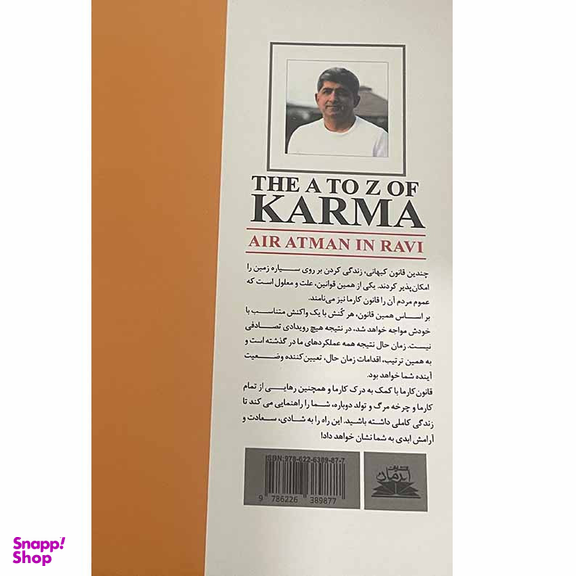 THE A TO Z OF
KARMA
AIR ATMAN IN RAVI
چندین قانون کیهانی، زندگی کردن بر روی سیاره زمین را
امکان‌پذیر کردند. یکی از همین قوانین، علت و معلول است که
عموم مردم آن را قانون کارما نیز می‌نامند.
بر اساس همین قانون، هر کُنش با یک واکنش متناسب با
خودش مواجه خواهد شد، در نتیجه هیچ رویدادی تصادفی
نیست. زمان حال نتیجه همه عملکردهای ما در گذشته است و
به همین ترتیب، اقدامات زمان حال، تعیین کننده وضعیت
آینده شما خواهد بود.
قانون کارما با کمک به درک کارما و همچنین رهایی از تمام
کارما و چرخه مرگ و تولد دوباره، شما را راهنمایی می کند تا
زندگی کاملی داشته باشید. این راه را به شادی، سعادت و
آرامش ابدی به شما نشان خواهد داد!
ISBN: 978-622-6389-87-7
9 786226 389877
Snapp!
Shop